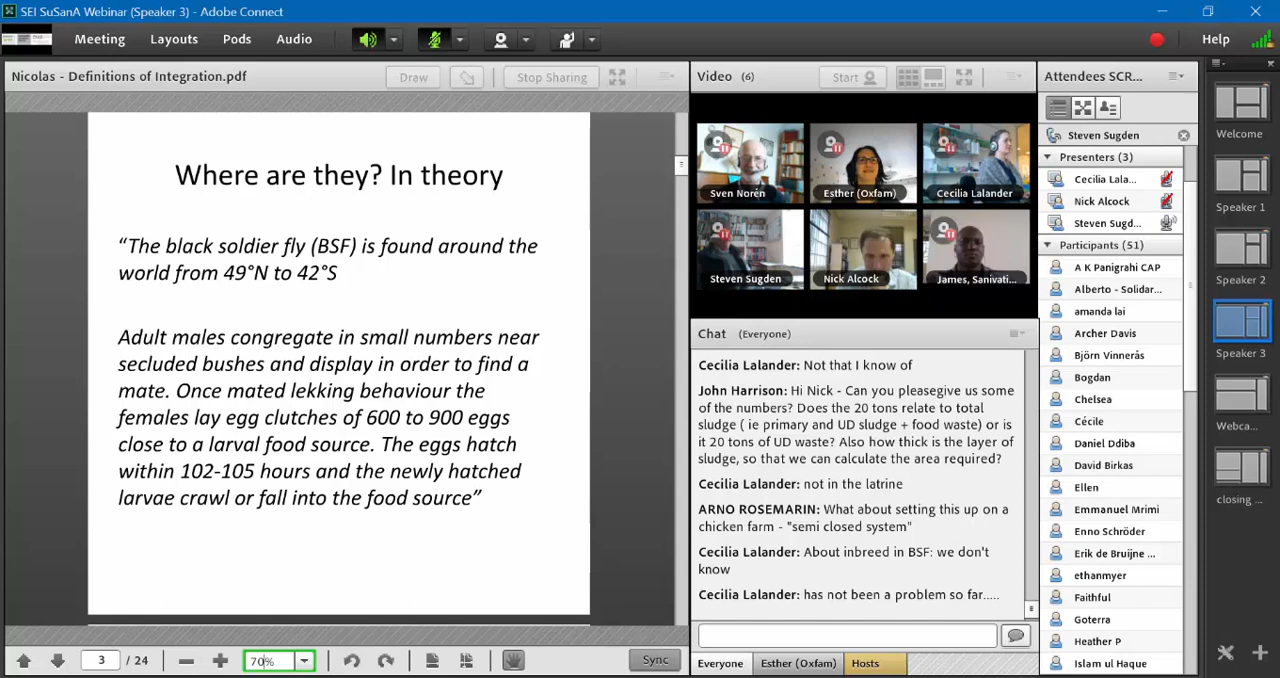 SEI SuSanA Webinar (Speaker 3) - Adobe Connect
Meeting
Layouts
Pods
Audio
Help
Nicolas - Definitions of Integration.pdf
Draw
Stop Sharing
Where are they? In theory
“The black soldier fly (BSF) is found around the
world from 49°N to 42°S
Adult males congregate in small numbers near
secluded bushes and display in order to find a
mate. Once mated lekking behaviour the
females lay egg clutches of 600 to 900 eggs
close to a larval food source. The eggs hatch
within 102-105 hours and the newly hatched
larvae crawl or fall into the food source”
3
/ 24
70%
Sync
Video (6)
Start
Sven Norén
Esther (Oxfam)
Cecilia Lalander
Steven Sugden
Nick Alcock
James, Sanivati...
Chat (Everyone)
Cecilia Lalander: Not that I know of
John Harrison: Hi Nick - Can you pleasegive us some
of the numbers? Does the 20 tons relate to total
sludge ( ie primary and UD sludge + food waste) or is
it 20 tons of UD waste? Also how thick is the layer of
sludge, so that we can calculate the area required?
Cecilia Lalander: not in the latrine
ARNO ROSEMARIN: What about setting this up on a
chicken farm - "semi closed system"
Cecilia Lalander: About inbreed in BSF: we don't
know
Cecilia Lalander: has not been a problem so far.....
Everyone
Esther (Oxfam)
Hosts
Attendees SCR...
Steven Sugden
Presenters (3)
Cecilia Lala...
Nick Alcock
Steven Sugd...
Participants (51)
A K Panigrahi CAP
Alberto - Solidar...
amanda lai
Archer Davis
Björn Vinnerås
Bogdan
Chelsea
Cécile
Daniel Ddiba
David Birkas
Ellen
Emmanuel Mrimi
Enno Schröder
Erik de Bruijne ...
ethanmyer
Faithful
Goterra
Heather P
Islam ul Haque
Welcome
Speaker 1
Speaker 2
Speaker 3
Webca...
closing ...